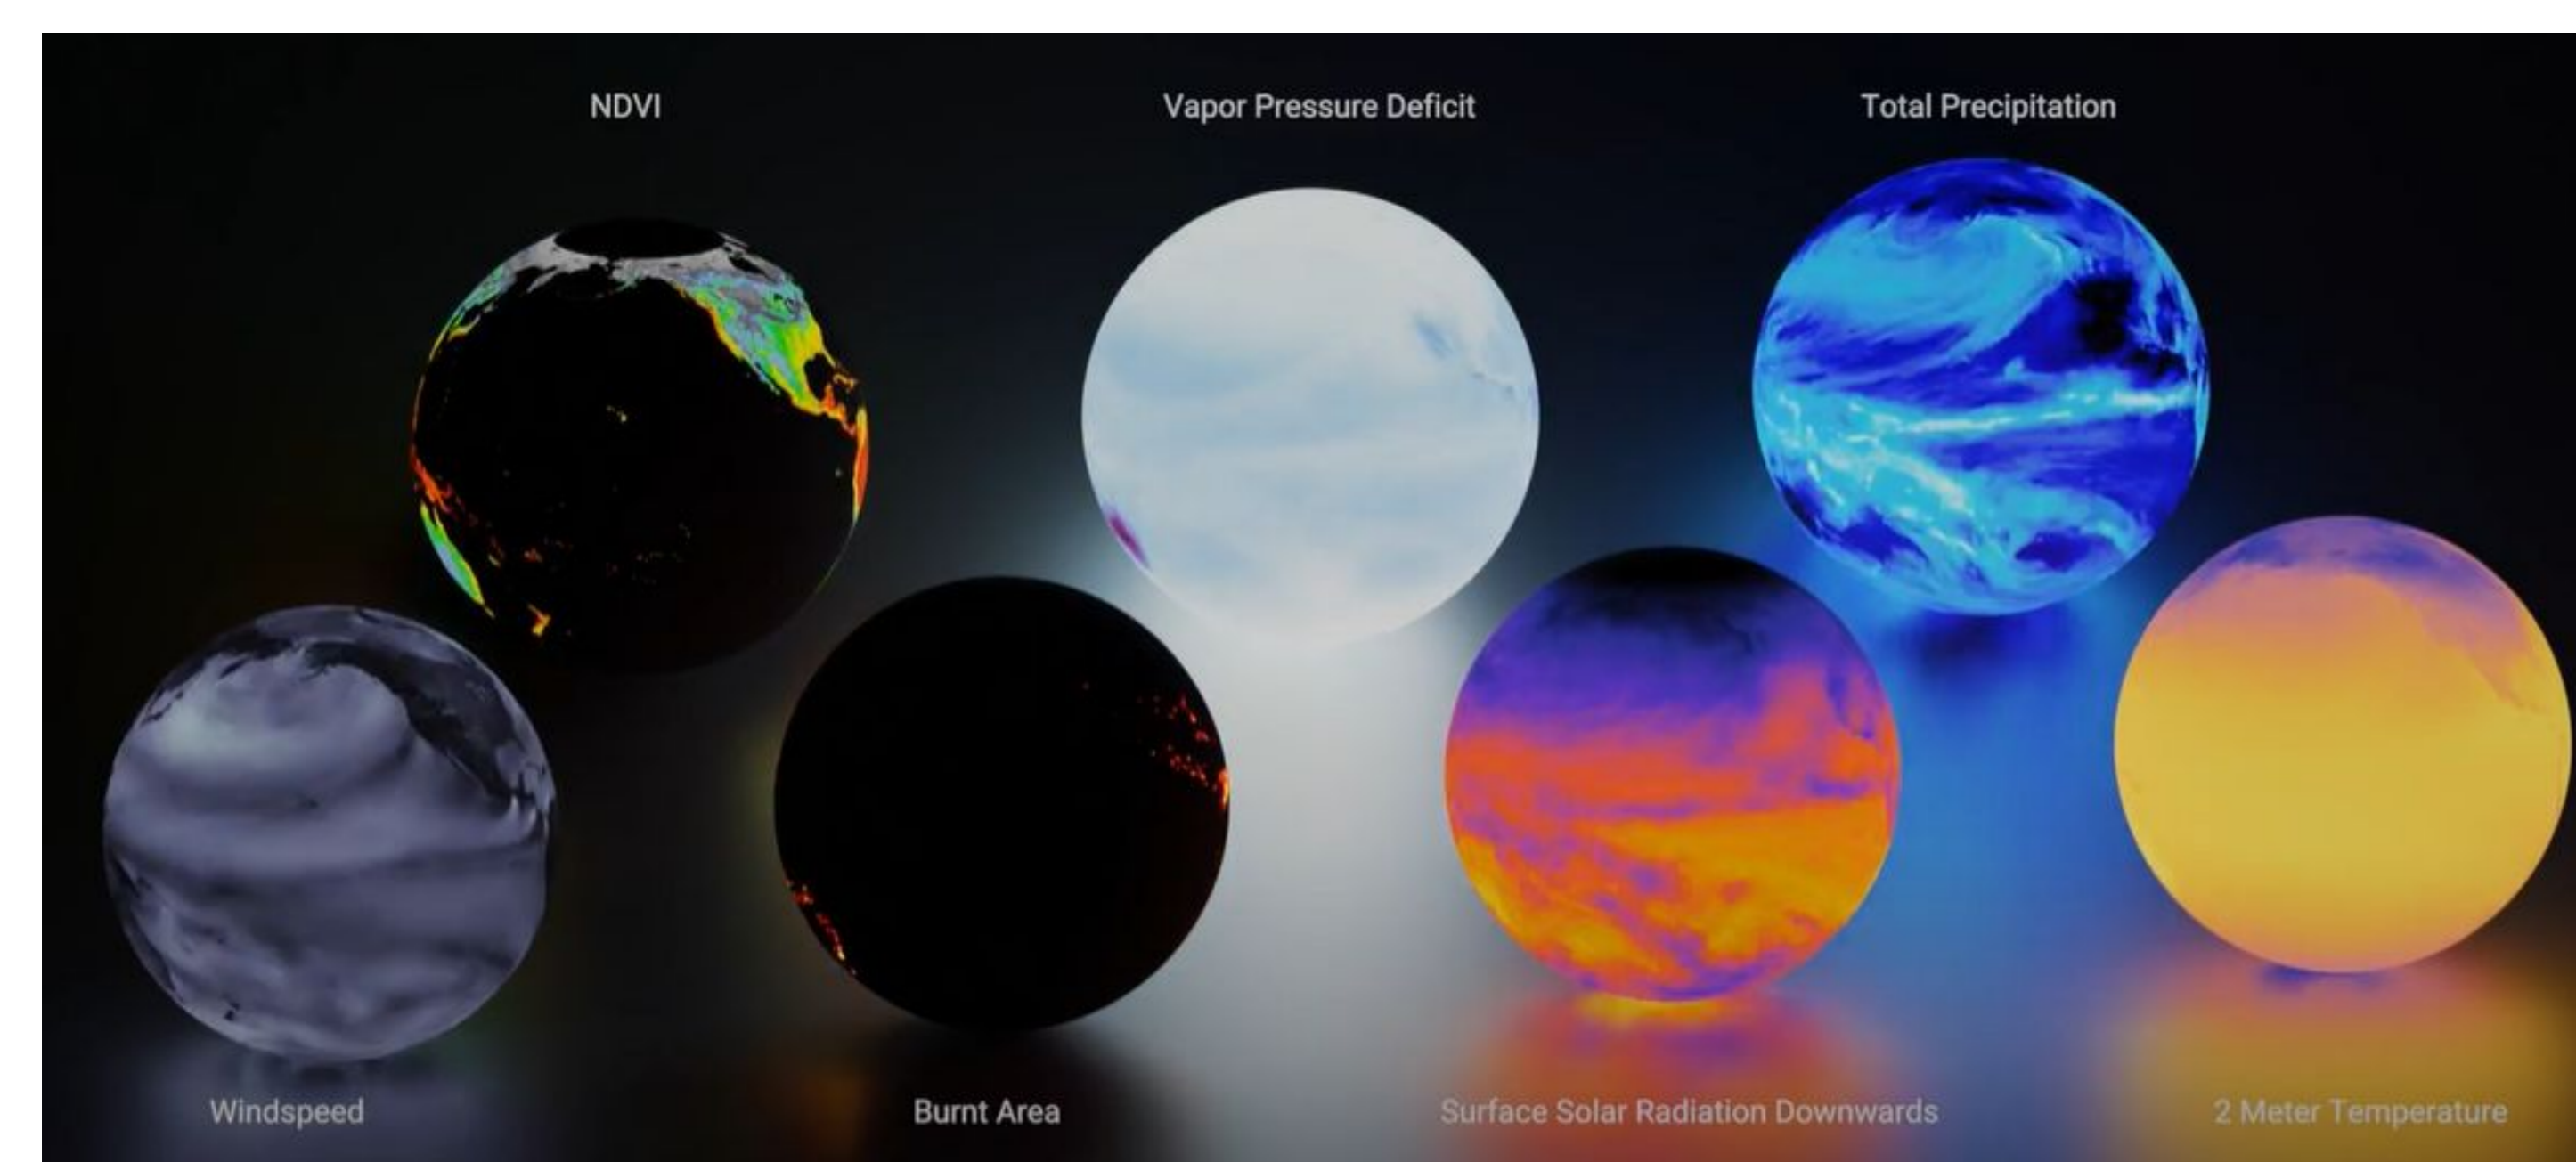 NDVI
Vapor Pressure Deficit
Total Precipitation
Windspeed
Burnt Area
Surface Solar Radiation Downwards
2 Meter Temperature